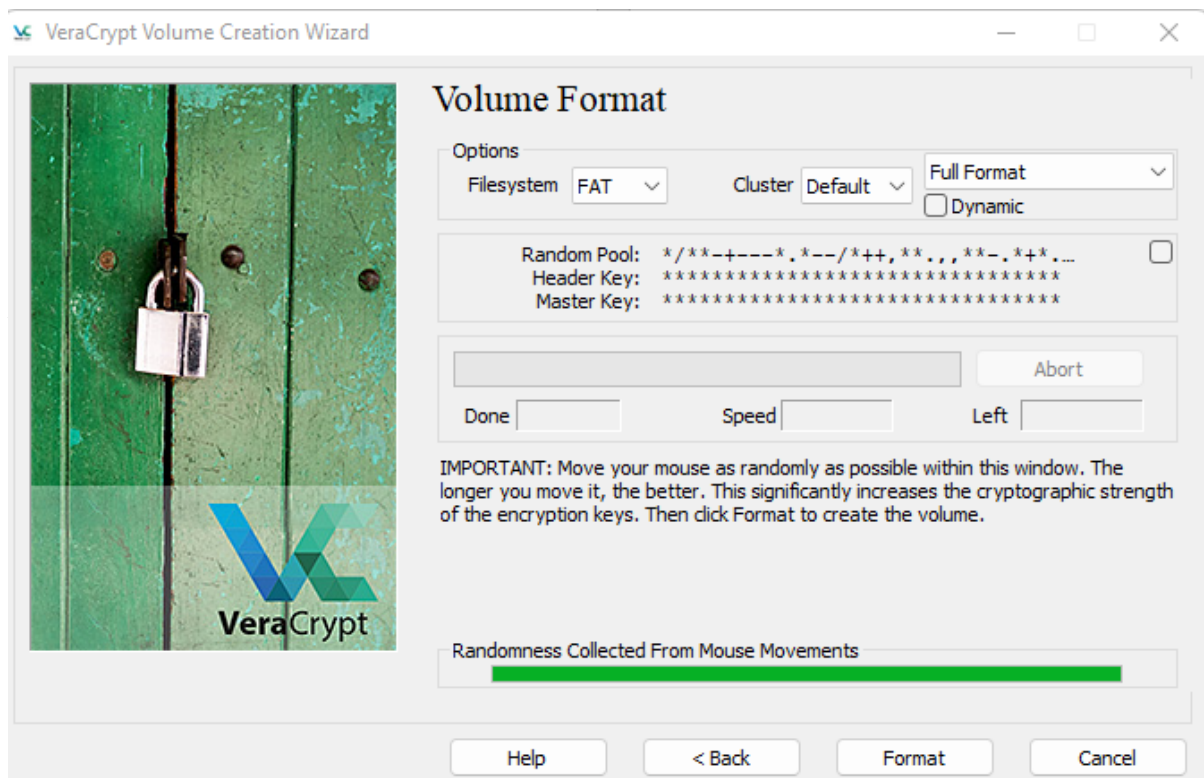 VeraCrypt Volume Creation Wizard
Volume Format
Options
Filesystem FAT Cluster Default Full Format
Dynamic
Random Pool: */**-+---*.*--/*++,**.,,**-.*+*.…
Header Key: ********************************
Master Key: ********************************
Abort
Done Speed Left
IMPORTANT: Move your mouse as randomly as possible within this window. The
longer you move it, the better. This significantly increases the cryptographic strength
of the encryption keys. Then click Format to create the volume.
VeraCrypt
Randomness Collected From Mouse Movements
Help < Back Format Cancel